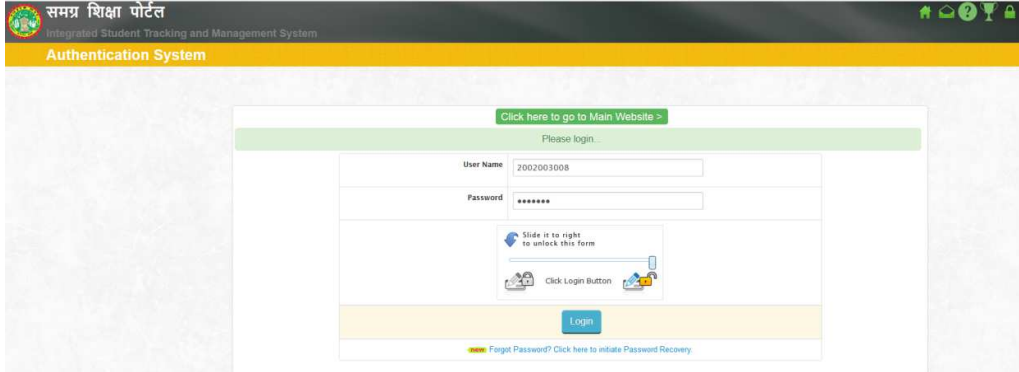 समग्र शिक्षा पोर्टल
Integrated Student Tracking and Management System
Authentication System
Click here to go to Main Website >
Please login...
User Name
2002003008
Password
•••••••
Slide it to right
to unlock this form
Click Login Button
Login
new Forgot Password? Click here to initiate Password Recovery.